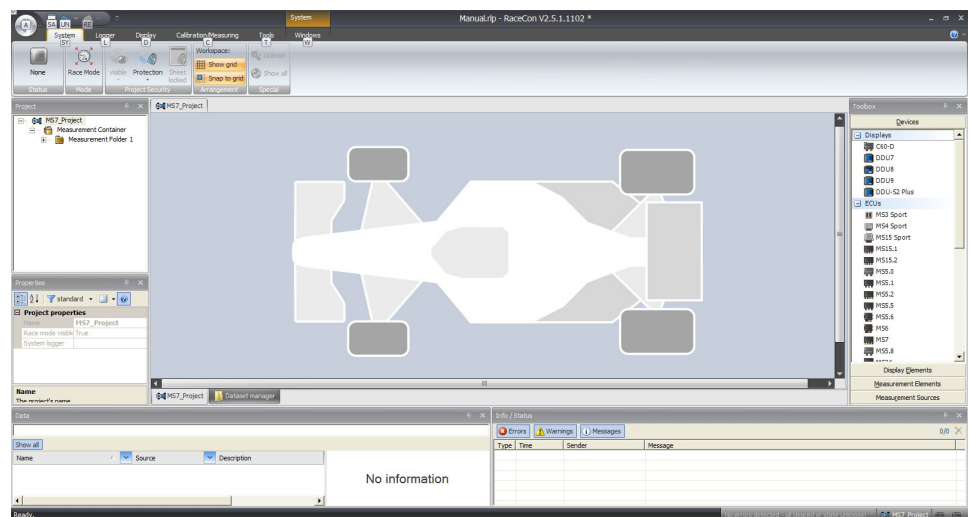 System
Manual.rlp - RaceCon V2.5.1.1102 *
A
SA UN RE
System Logger Display Calibration/Measuring Tools Windows
SY L D C T W
None
Race Mode
visible
Protection
Sheet locked
Workspace:
Show grid
Snap to grid
License
Show all
Status Mode Project Security Arrangement Special
Project
MS7_Project
Measurement Container
Measurement Folder 1
MS7_Project
Toolbox
Devices
Displays
C60-D
DDU7
DDU8
DDU9
DDU-S2 Plus
ECUs
MS3 Sport
MS4 Sport
MS15 Sport
MS15.1
MS15.2
MS5.0
MS5.1
MS5.2
MS5.5
MS5.6
MS6
MS7
MS5.8
Display Elements
Measurement Elements
Measurement Sources
Properties
standard
Project properties
Name MS7_Project
Race mode visible True
System logger
Name
The project's name
MS7_Project Dataset manager
Data
Show all
Name Source Description
No information
Info / Status
Errors Warnings Messages 0/0
Type Time Sender Message
Ready.
MS7_Project